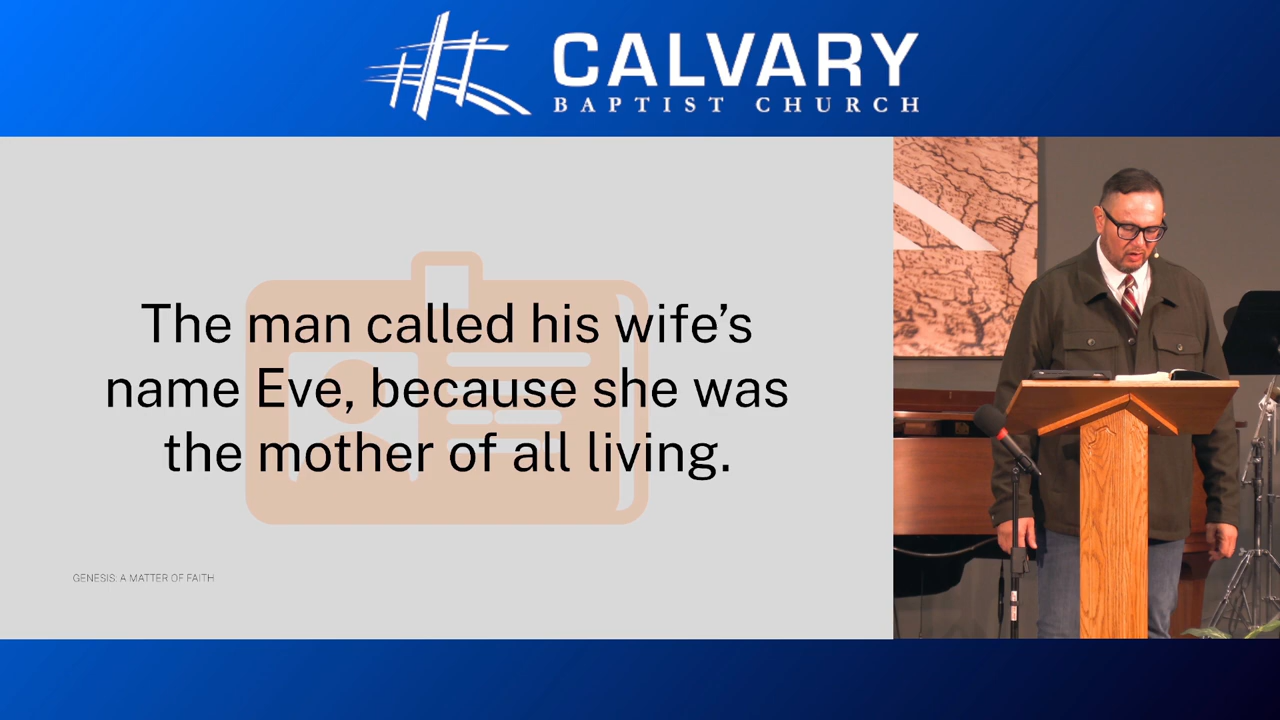 CALVARY
BAPTIST CHURCH
The man called his wife’s
name Eve, because she was
the mother of all living.
GENESIS: A MATTER OF FAITH